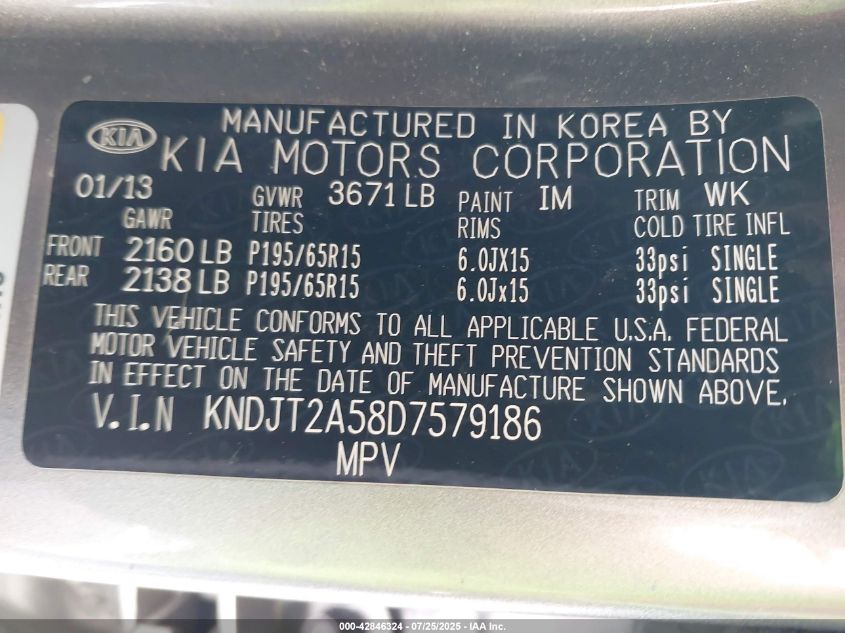 KIA
MANUFACTURED IN KOREA BY
KIA MOTORS CORPORATION
01/13 GVWR 3671 LB PAINT IM TRIM WK
GAWR TIRES RIMS COLD TIRE INFL
FRONT 2160 LB P195/65R15 6.0JX15 33psi SINGLE
REAR 2138 LB P195/65R15 6.0Jx15 33psi SINGLE
THIS VEHICLE CONFORMS TO ALL APPLICABLE U.S.A. FEDERAL
MOTOR VEHICLE SAFETY AND THEFT PREVENTION STANDARDS
IN EFFECT ON THE DATE OF MANUFACTURE SHOWN ABOVE.
V.I.N KNDJT2A58D7579186
MPV
000-42846324 - 07/25/2025 - IAA Inc.